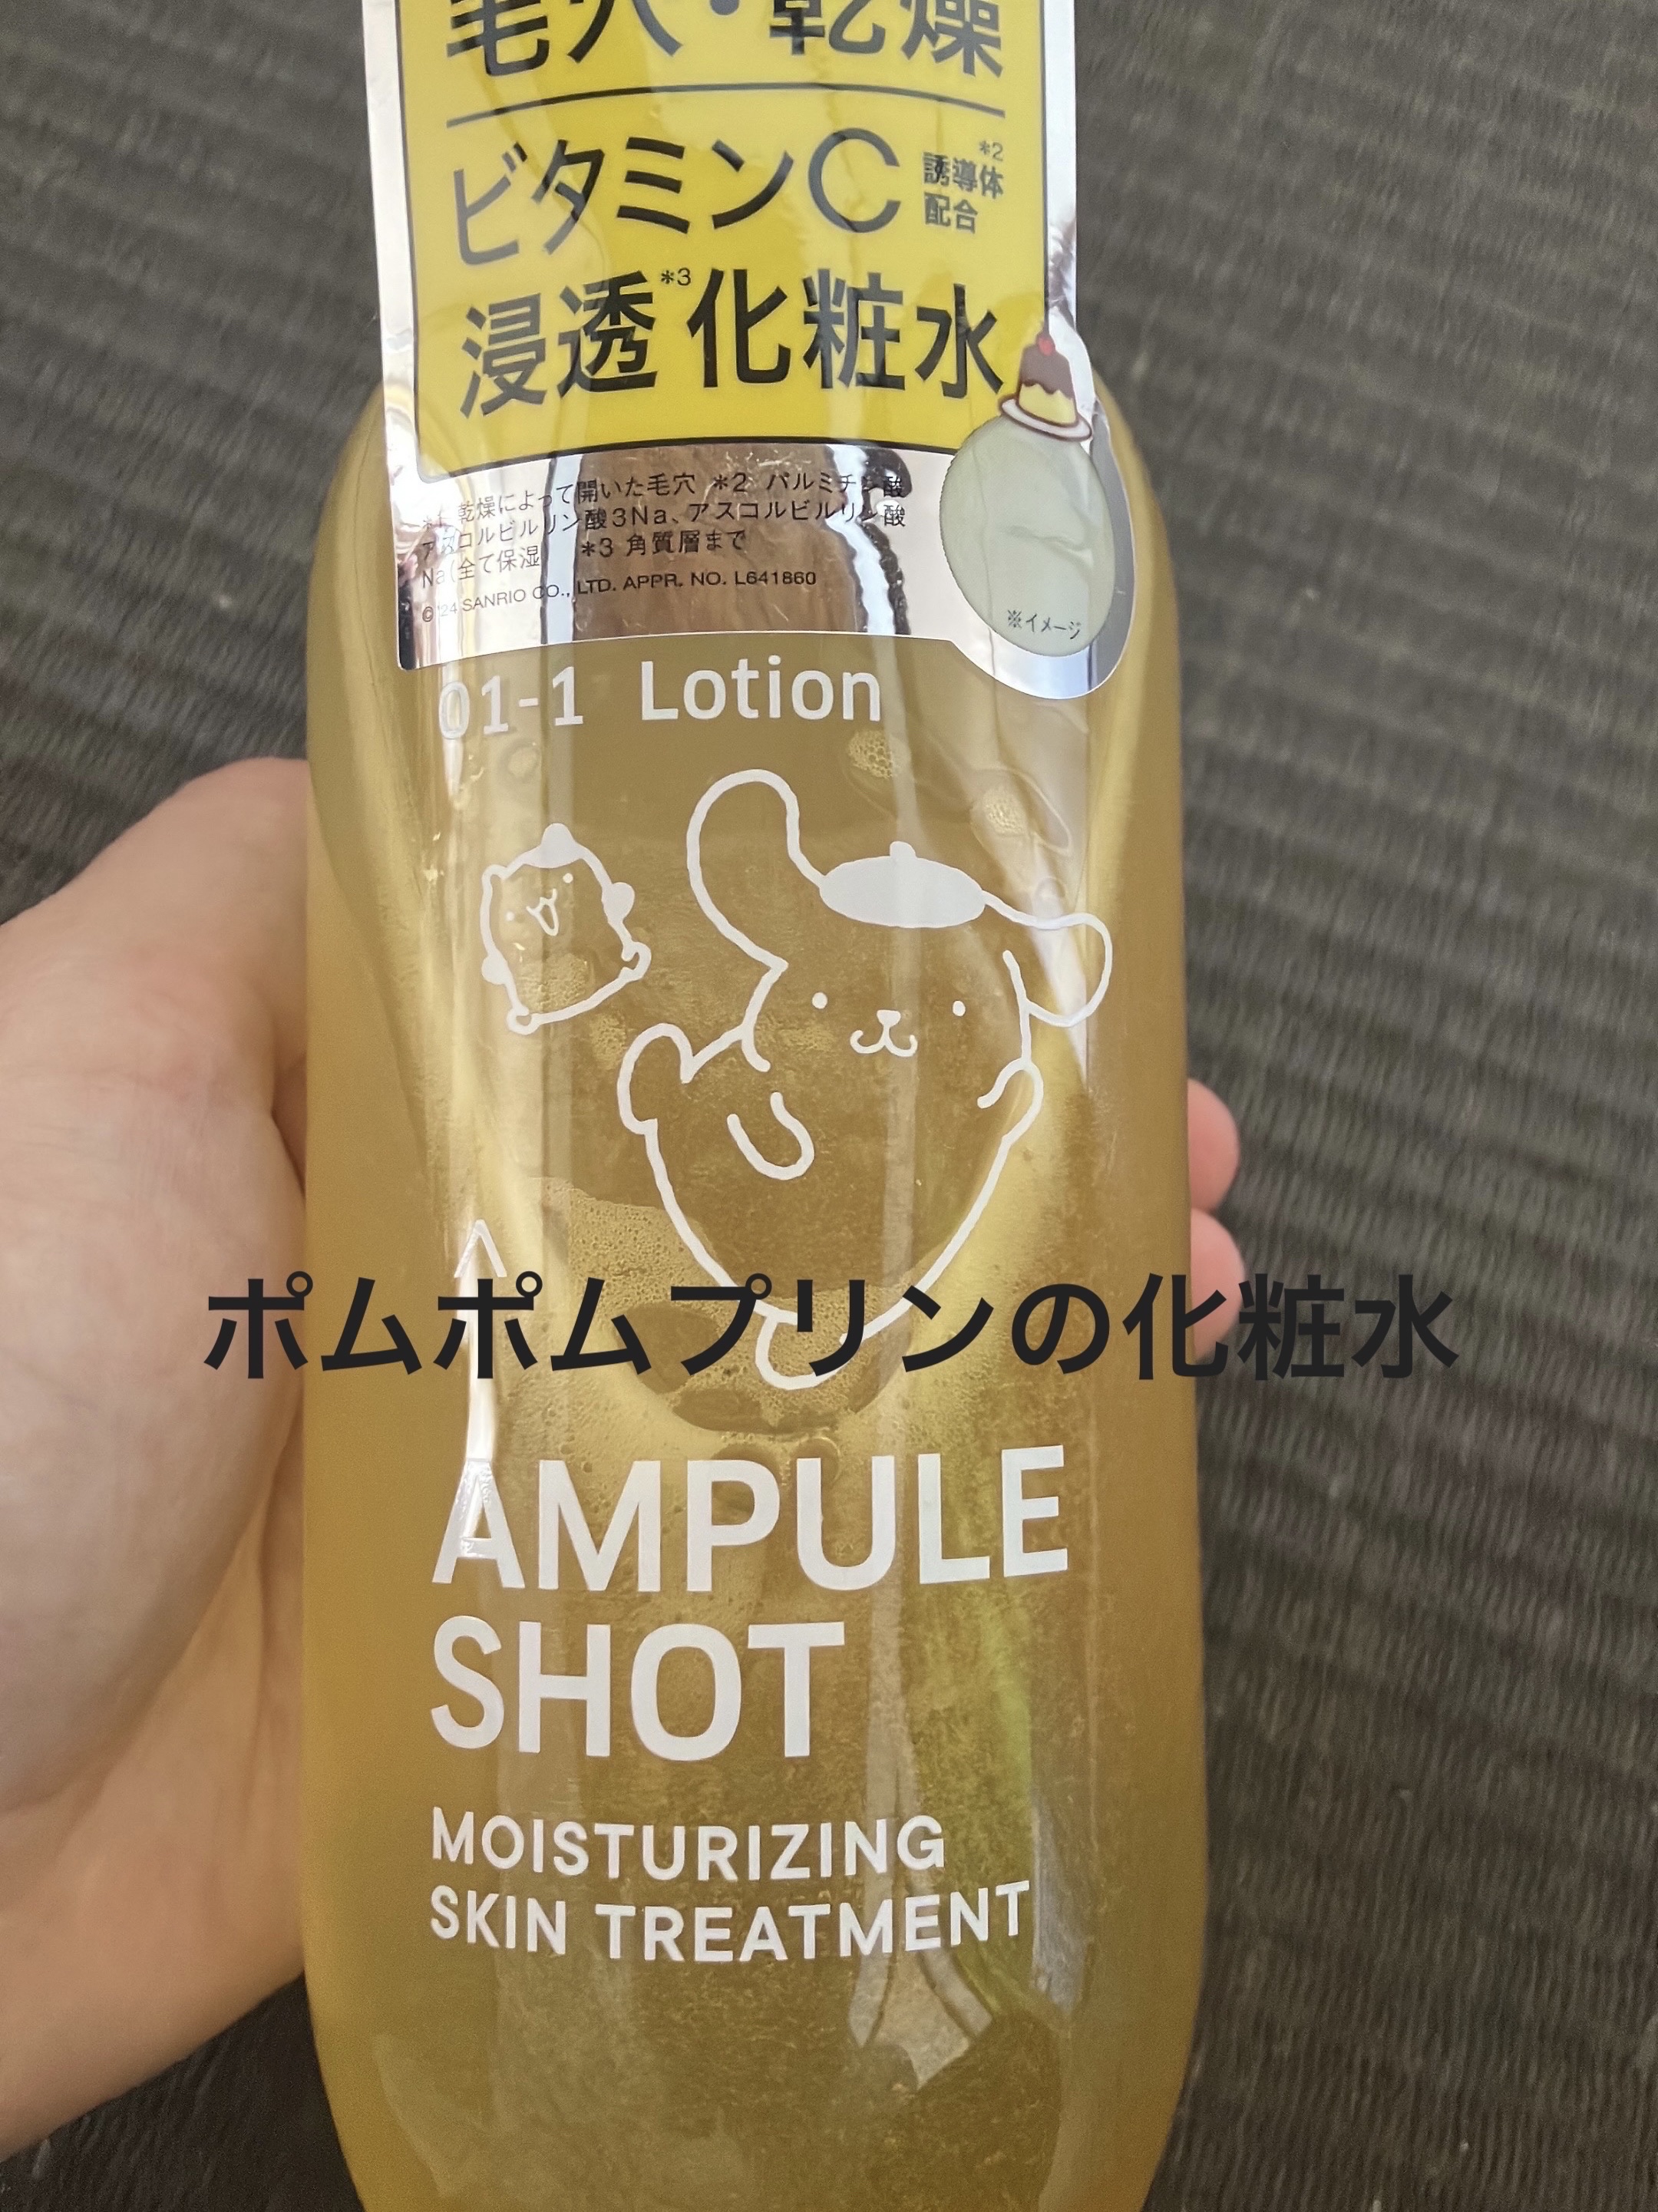 毛穴・乾燥
ビタミンC 誘導体*2配合
浸透*3化粧水
*1 乾燥によって開いた毛穴 *2 パルミチン酸
アスコルビルリン酸3Na、アスコルビルリン酸
Na(全て保湿) *3 角質層まで
© '24 SANRIO CO., LTD. APPR. NO. L641860
※イメージ
01-1 Lotion
ポムポムプリンの化粧水
AMPULE
SHOT
MOISTURIZING
SKIN TREATMENT